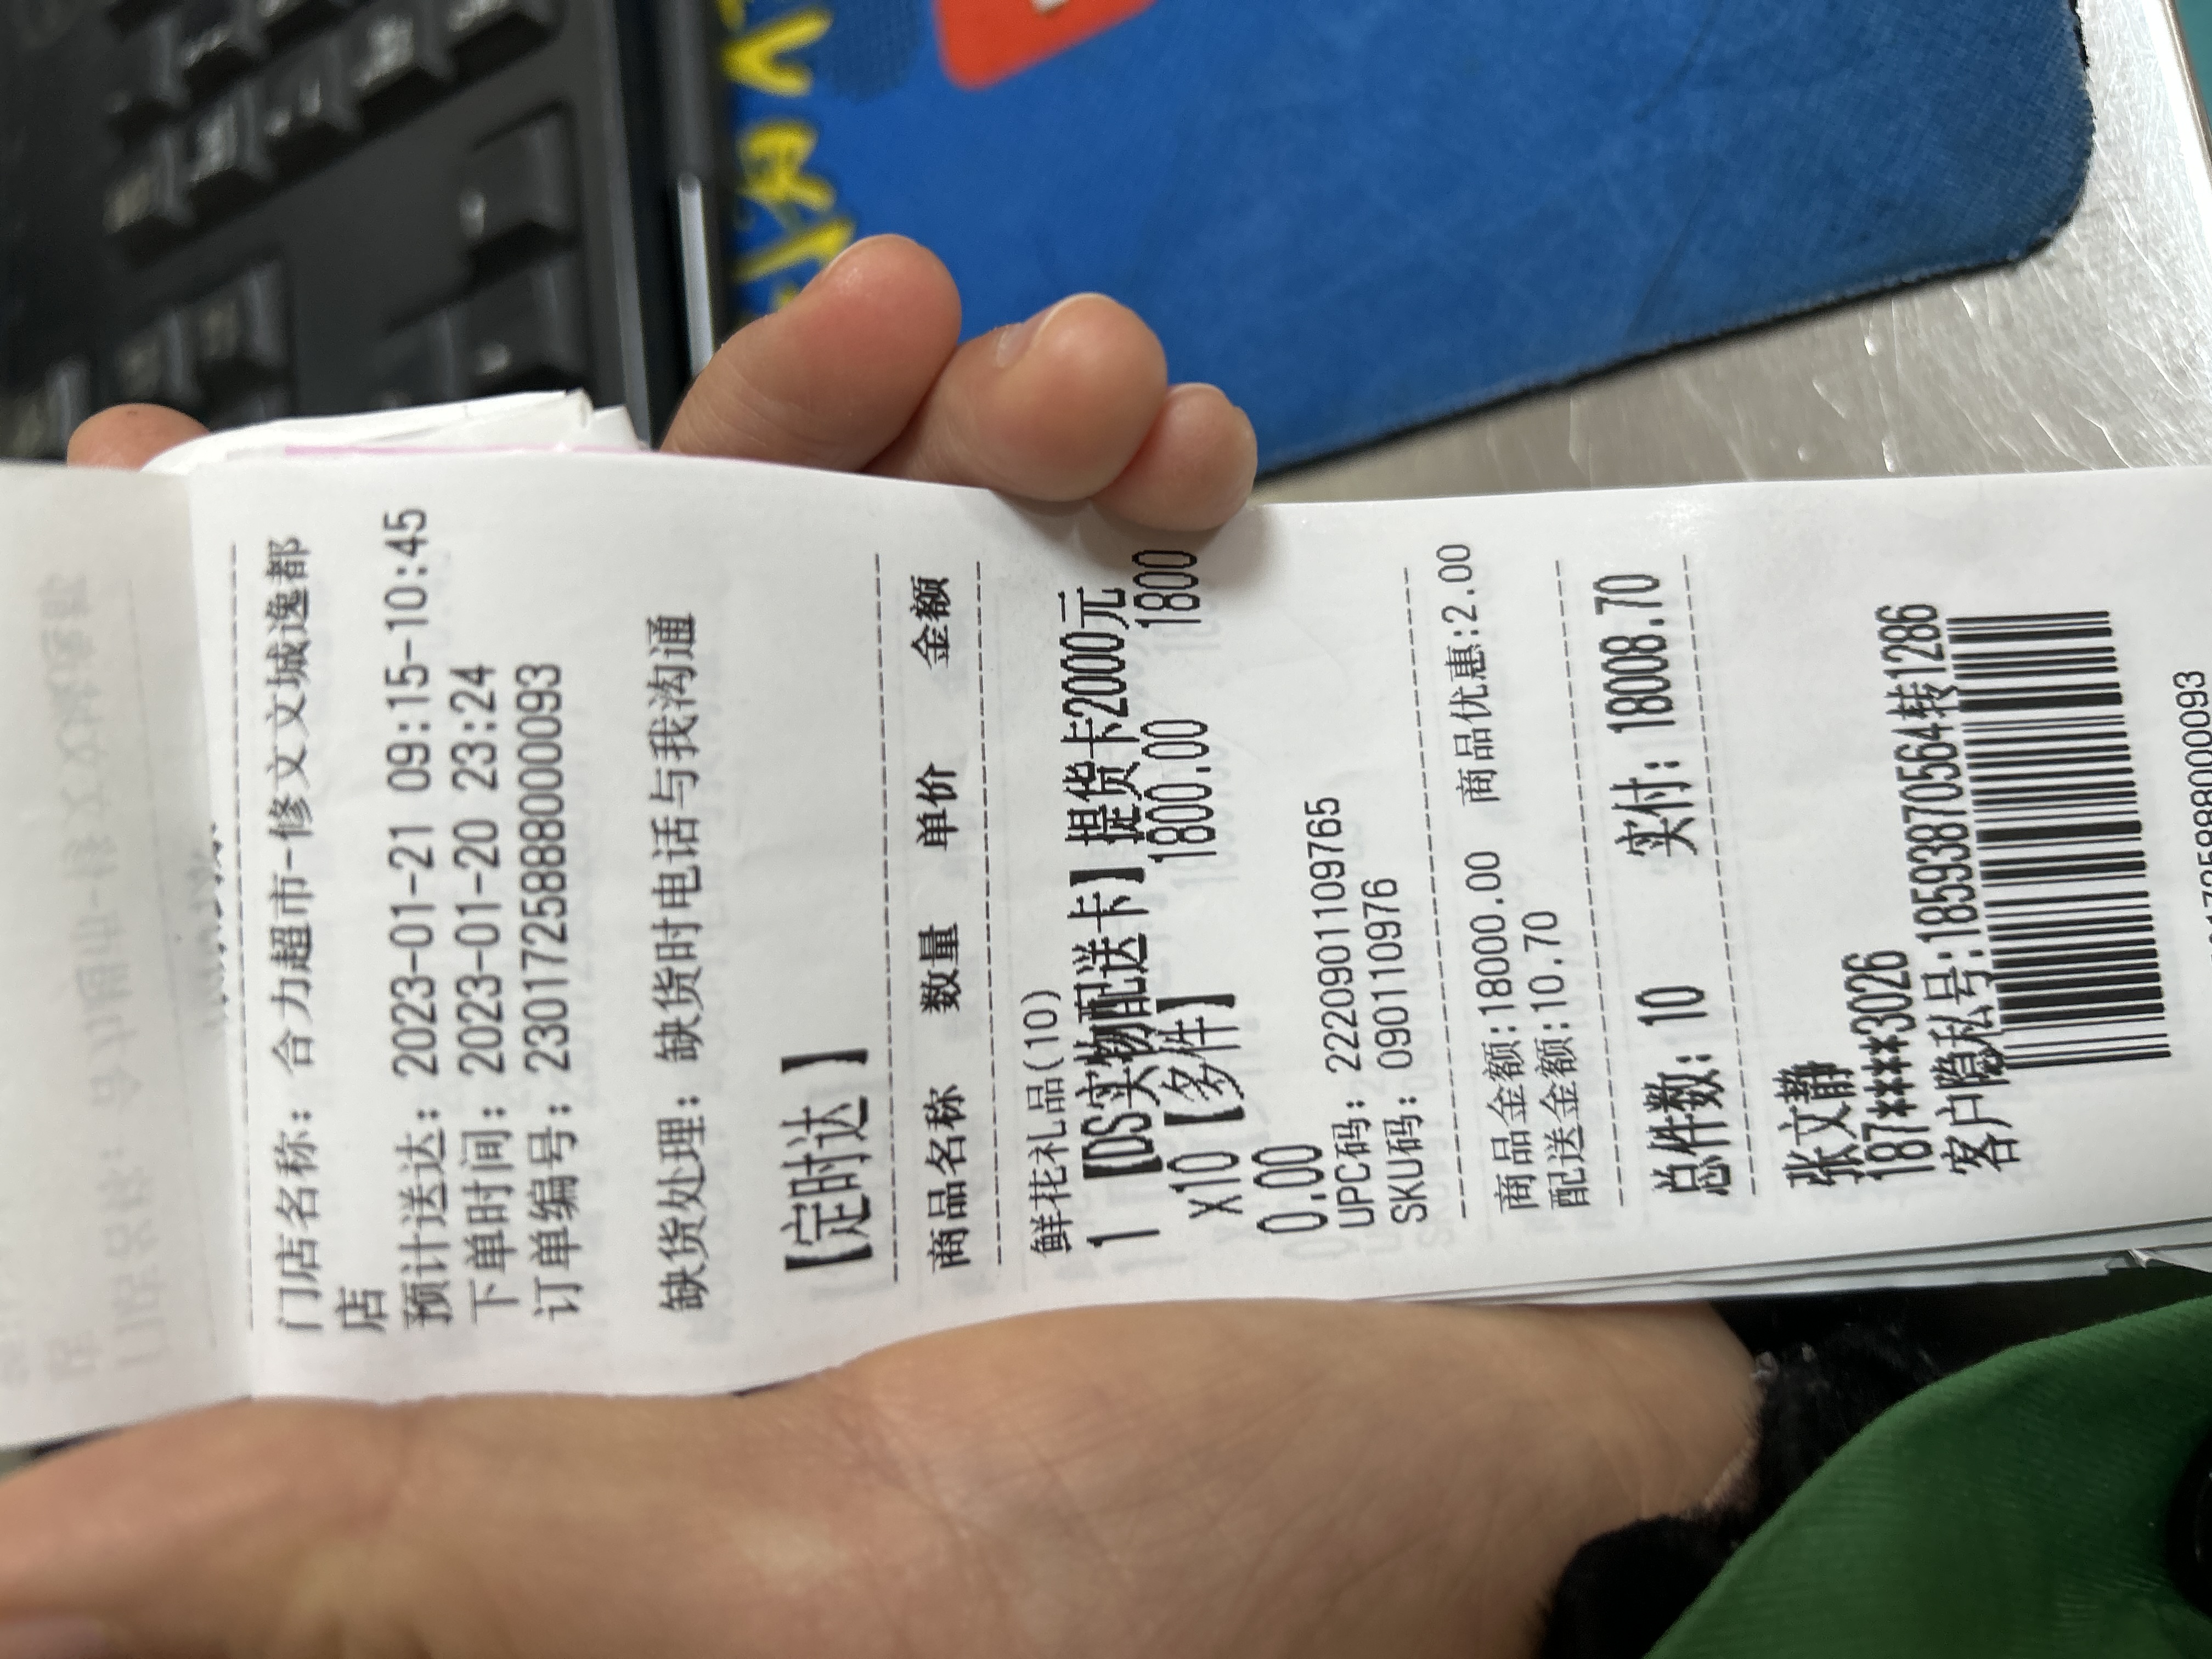 门店名称: 合力超市-修文文城逸都
店
预计送达: 2023-01-21 09:15-10:45
下单时间: 2023-01-20 23:24
订单编号: 2301725888000093
缺货处理: 缺货时电话与我沟通
【定时达 】
商品名称 数量 单价 金额
鲜花礼品(10)
1 【DS实物配送卡】提货卡2000元
x10【多件】 1800.00 1800
0.00
UPC码: 2220901109765
SKU码: 090110976
商品金额:18000.00 商品优惠:2.00
配送金额:10.70
总件数: 10 实付: 18008.70
张文静
187****3026
客户隐私号:18593870564转1286